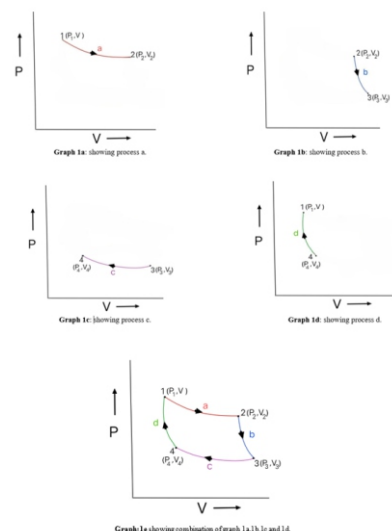 1(P₁,V)
a
2(P₂,V₂)
P
V
Graph 1a: showing process a.
2(P₂,V₂)
b
3(P₃,V₃)
P
V
Graph 1b: showing process b.
4
(P₄,V₄)
c
3(P₃,V₃)
P
V
Graph 1c: showing process c.
1(P₁,V)
d
4
(P₄,V₄)
P
V
Graph 1d: showing process d.
1(P₁,V)
a
2(P₂,V₂)
d
b
4
(P₄,V₄)
c
3(P₃,V₃)
P
V
Graph:1e showing combination of graph 1a,1b,1c and 1d.